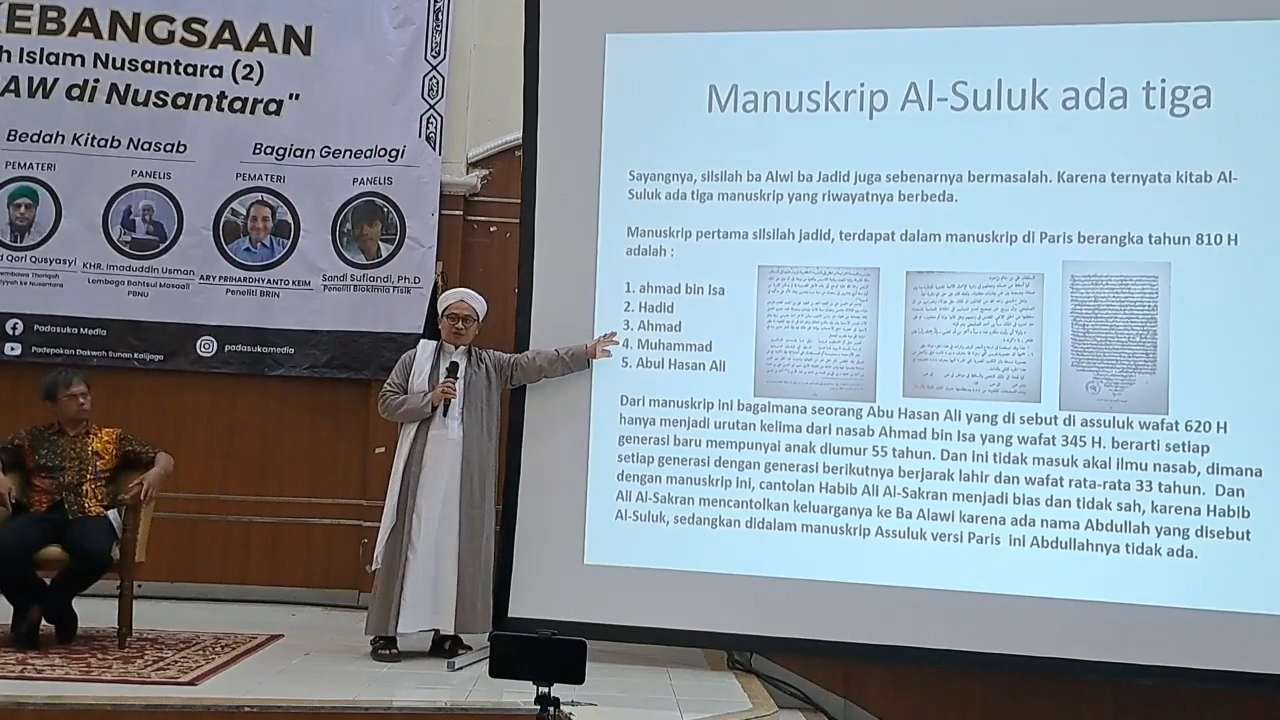 KEBANGSAAN
h Islam Nusantara (2)
AW di Nusantara"
Bedah Kitab Nasab
Bagian Genealogi
PEMATERI
PANELIS
PEMATERI
PANELIS
d Qori Qusyasyi
KHR. Imaduddin Usman
Lembaga Bahtsul Masaail
PBNU
ARY PRIHARDHYANTO KEIM
Peneliti BRIN
Sandi Sufiandi, Ph.D
Peneliti Biokimia Fisik
embawa Thoriqah
yyah ke Nusantara
Padasuka Media
Padepokan Dakwah Sunan Kalijaga
padasukamedia
Manuskrip Al-Suluk ada tiga
Sayangnya, silsilah ba Alwi ba Jadid juga sebenarnya bermasalah. Karena ternyata kitab Al-
Suluk ada tiga manuskrip yang riwayatnya berbeda.
Manuskrip pertama silsilah jadid, terdapat dalam manuskrip di Paris berangka tahun 810 H
adalah :
1. ahmad bin Isa
2. Hadid
3. Ahmad
4. Muhammad
5. Abul Hasan Ali
Dari manuskrip ini bagaimana seorang Abu Hasan Ali yang di sebut di assuluk wafat 620 H
hanya menjadi urutan kelima dari nasab Ahmad bin Isa yang wafat 345 H. berarti setiap
generasi baru mempunyai anak diumur 55 tahun. Dan ini tidak masuk akal ilmu nasab, dimana
setiap generasi dengan generasi berikutnya berjarak lahir dan wafat rata-rata 33 tahun. Dan
dengan manuskrip ini, cantolan Habib Ali Al-Sakran menjadi bias dan tidak sah, karena Habib
Ali Al-Sakran mencantolkan keluarganya ke Ba Alawi karena ada nama Abdullah yang disebut
Al-Suluk, sedangkan didalam manuskrip Assuluk versi Paris ini Abdullahnya tidak ada.